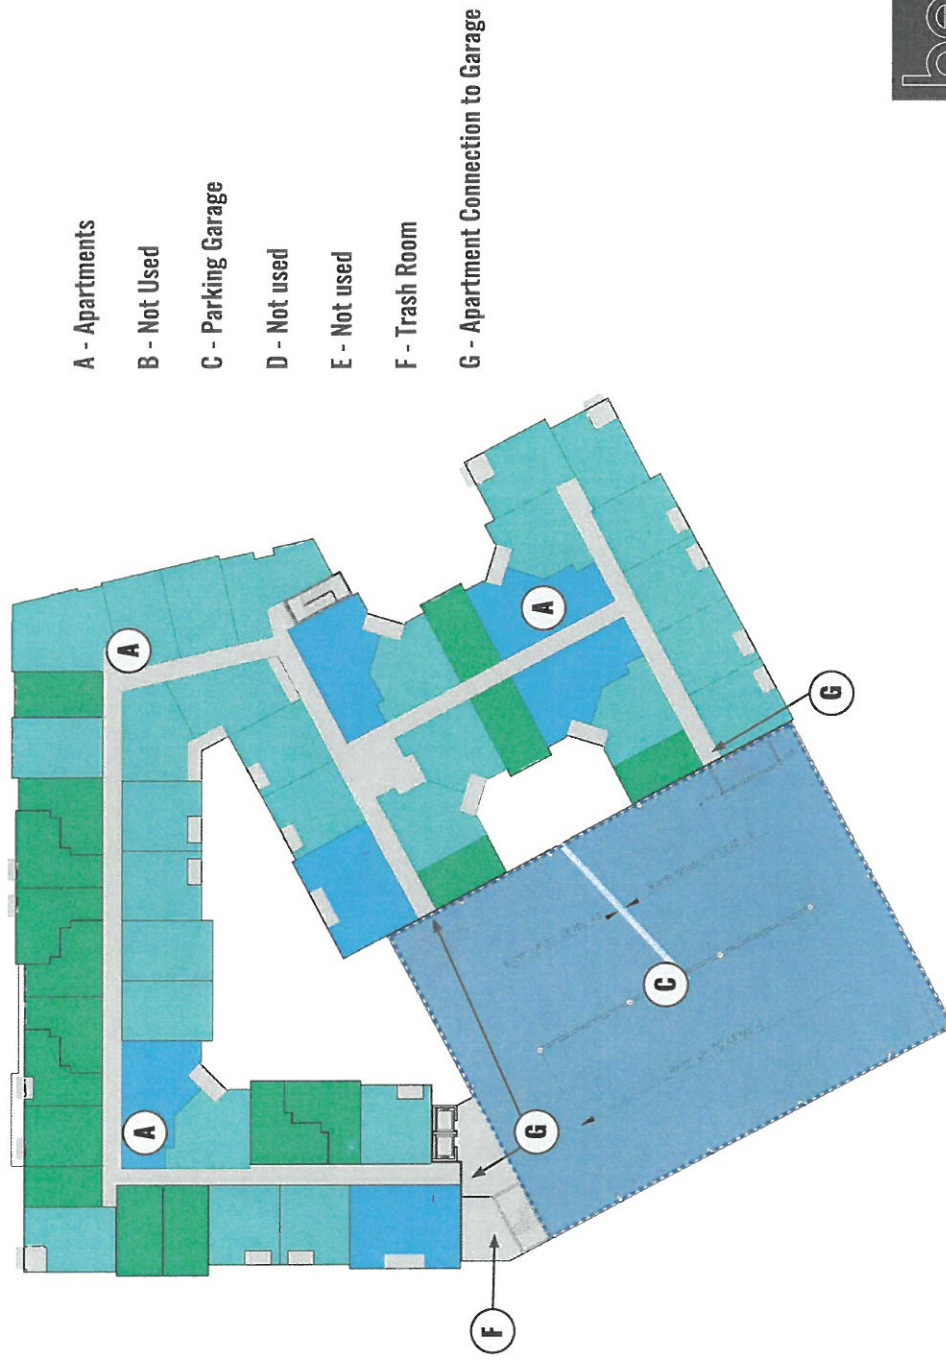 A - Apartments
B - Not Used
C - Parking Garage
D - Not used
E - Not used
F - Trash Room
G - Apartment Connection to Garage
A
A
A
C
G
G
F